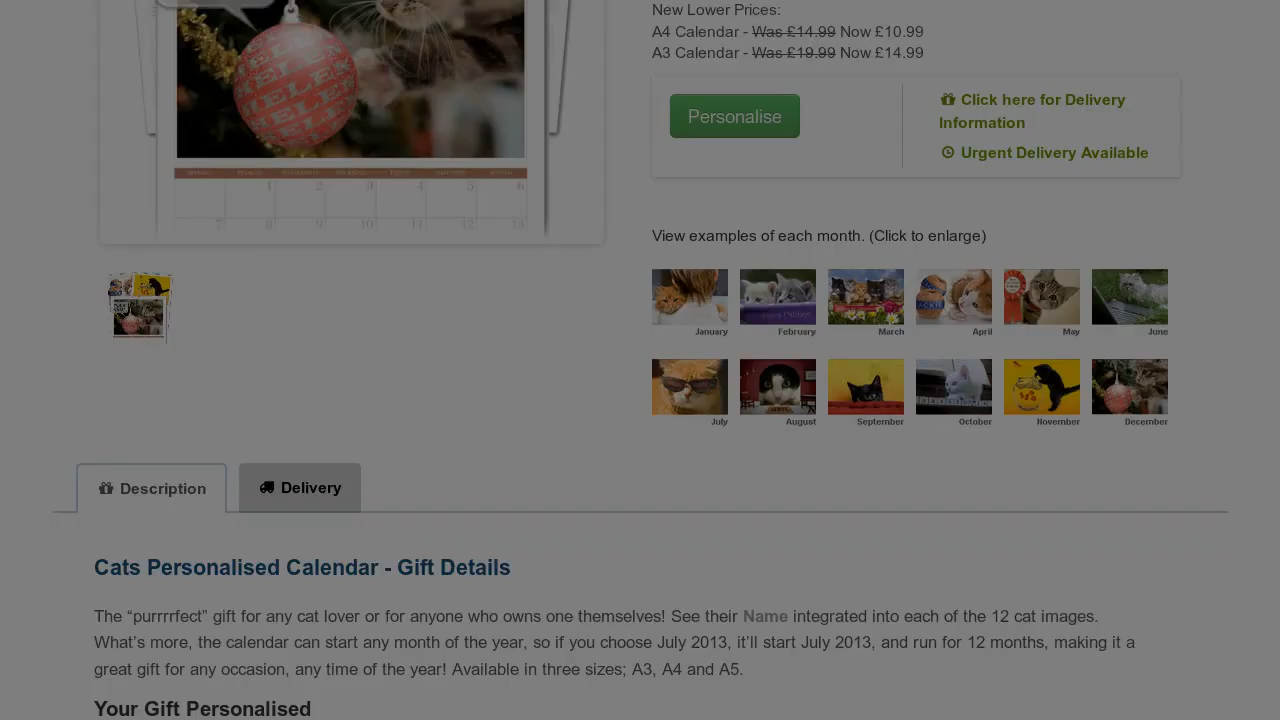 New Lower Prices:
A4 Calendar - Was £14.99 Now £10.99
A3 Calendar - Was £19.99 Now £14.99
Personalise
Click here for Delivery
Information
Urgent Delivery Available
View examples of each month. (Click to enlarge)
January
February
March
April
May
June
July
August
September
October
November
December
Description
Delivery
Cats Personalised Calendar - Gift Details
The “purrrrfect” gift for any cat lover or for anyone who owns one themselves! See their Name integrated into each of the 12 cat images.
What’s more, the calendar can start any month of the year, so if you choose July 2013, it’ll start July 2013, and run for 12 months, making it a
great gift for any occasion, any time of the year! Available in three sizes; A3, A4 and A5.
Your Gift Personalised